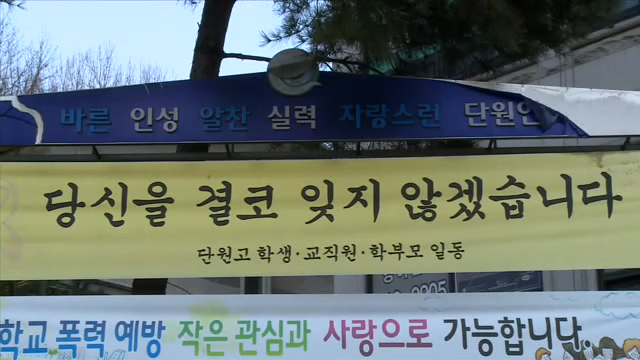 바른 인성 알찬 실력 자랑스런 단원인
당신을 결코 잊지 않겠습니다
단원고 학생·교직원·학부모 일동
학교 폭력 예방 작은 관심과 사랑으로 가능합니다.